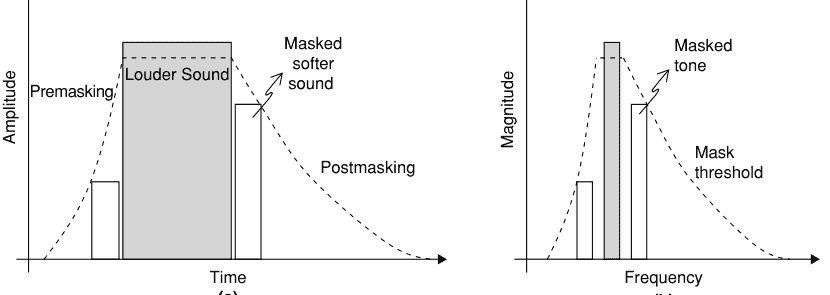 Amplitude
Premasking
Louder Sound
Masked
softer
sound
Postmasking
Time
Magnitude
Masked
tone
Mask
threshold
Frequency